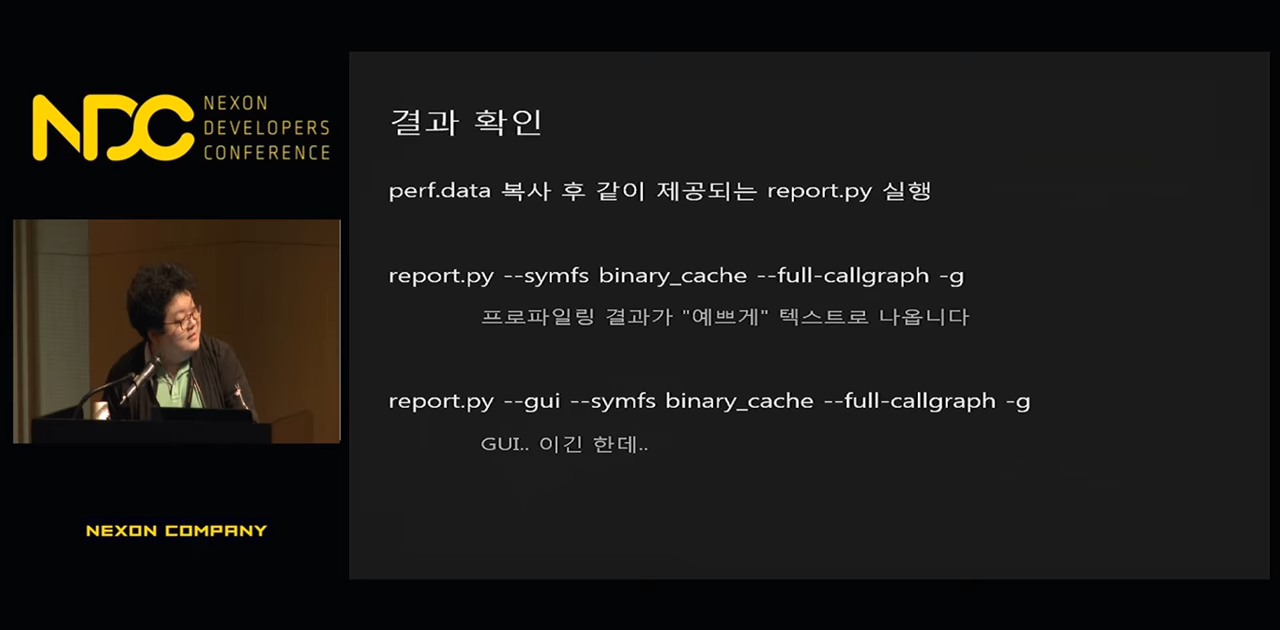 NDC
NEXON
DEVELOPERS
CONFERENCE
결과 확인
perf.data 복사 후 같이 제공되는 report.py 실행
report.py --symfs binary_cache --full-callgraph -g
프로파일링 결과가 "예쁘게" 텍스트로 나옵니다
report.py --gui --symfs binary_cache --full-callgraph -g
GUI.. 이긴 한데..
NEXON COMPANY